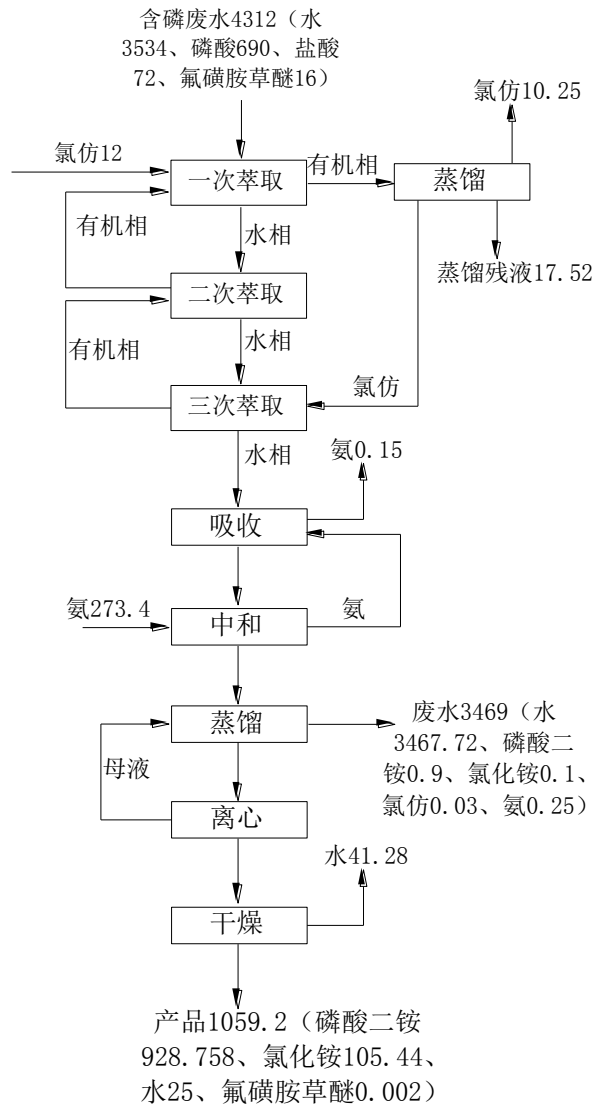 含磷废水4312（水
3534、磷酸690、盐酸
72、氟磺胺草醚16）
氯仿10.25
氯仿12
一次萃取
有机相
蒸馏
有机相
水相
蒸馏残液17.52
二次萃取
有机相
水相
氯仿
三次萃取
水相
氨0.15
吸收
氨273.4
中和
氨
蒸馏
废水3469（水
3467.72、磷酸二
铵0.9、氯化铵0.1、
氯仿0.03、氨0.25）
母液
离心
水41.28
干燥
产品1059.2（磷酸二铵
928.758、氯化铵105.44、
水25、氟磺胺草醚0.002）